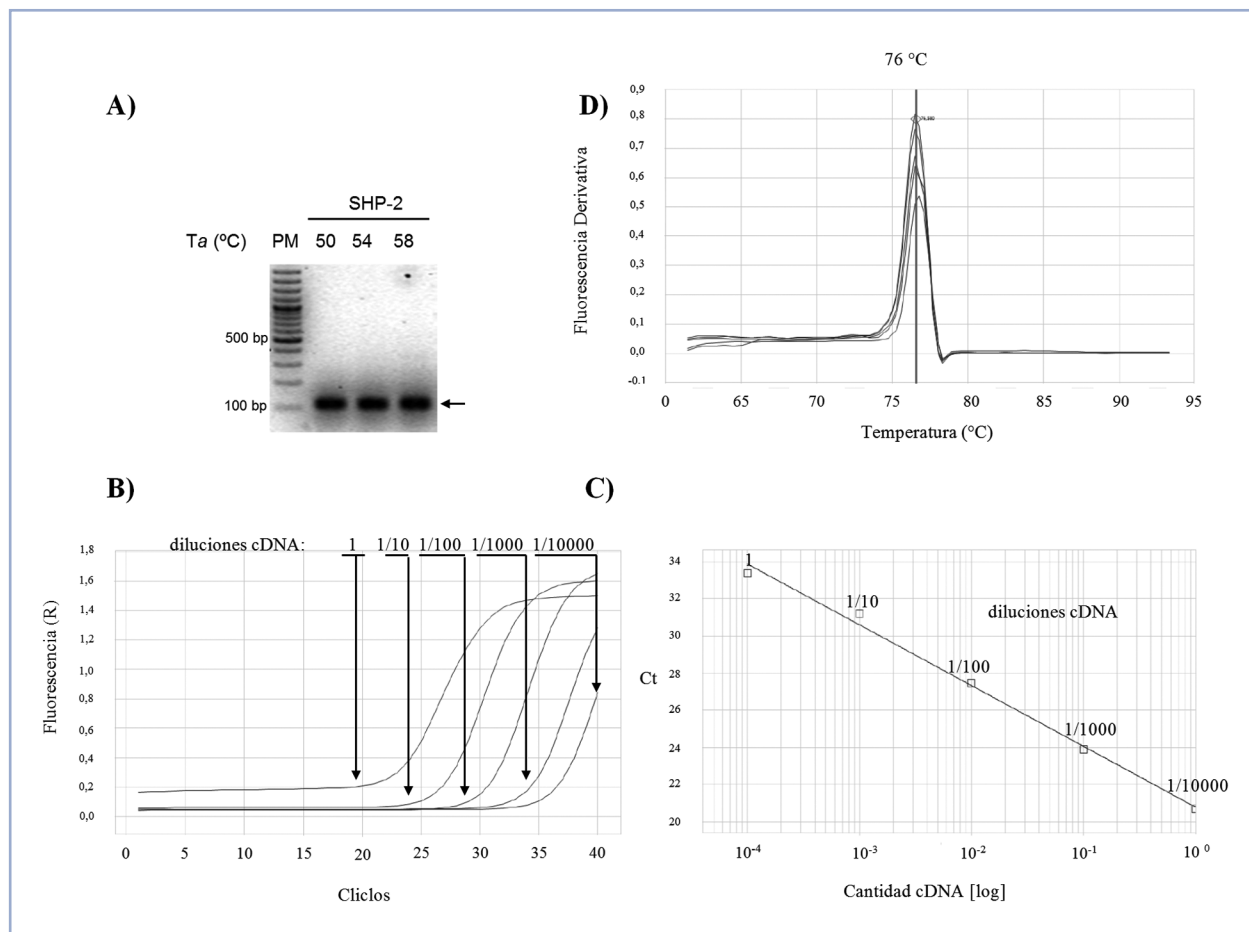 A)
SHP-2
Ta (ºC) PM 50 54 58
500 bp
100 bp
D)
76 °C
Fluorescencia Derivativa
0,9
0,8
0,7
0,6
0,5
0,4
0,3
0,2
0,1
0,0
-0.1
0 65 70 75 80 85 90 95
Temperatura (°C)
B)
diluciones cDNA: 1 1/10 1/100 1/1000 1/10000
Fluorescencia (R)
1,8
1,6
1,4
1,2
1,0
0,8
0,6
0,4
0,2
0,0
0 5 10 15 20 25 30 35 40
Cliclos
C)
Ct
34
32
30
28
26
24
22
20
1
1/10
diluciones cDNA
1/100
1/1000
1/10000
10⁻⁴ 10⁻³ 10⁻² 10⁻¹ 10⁰
Cantidad cDNA [log]